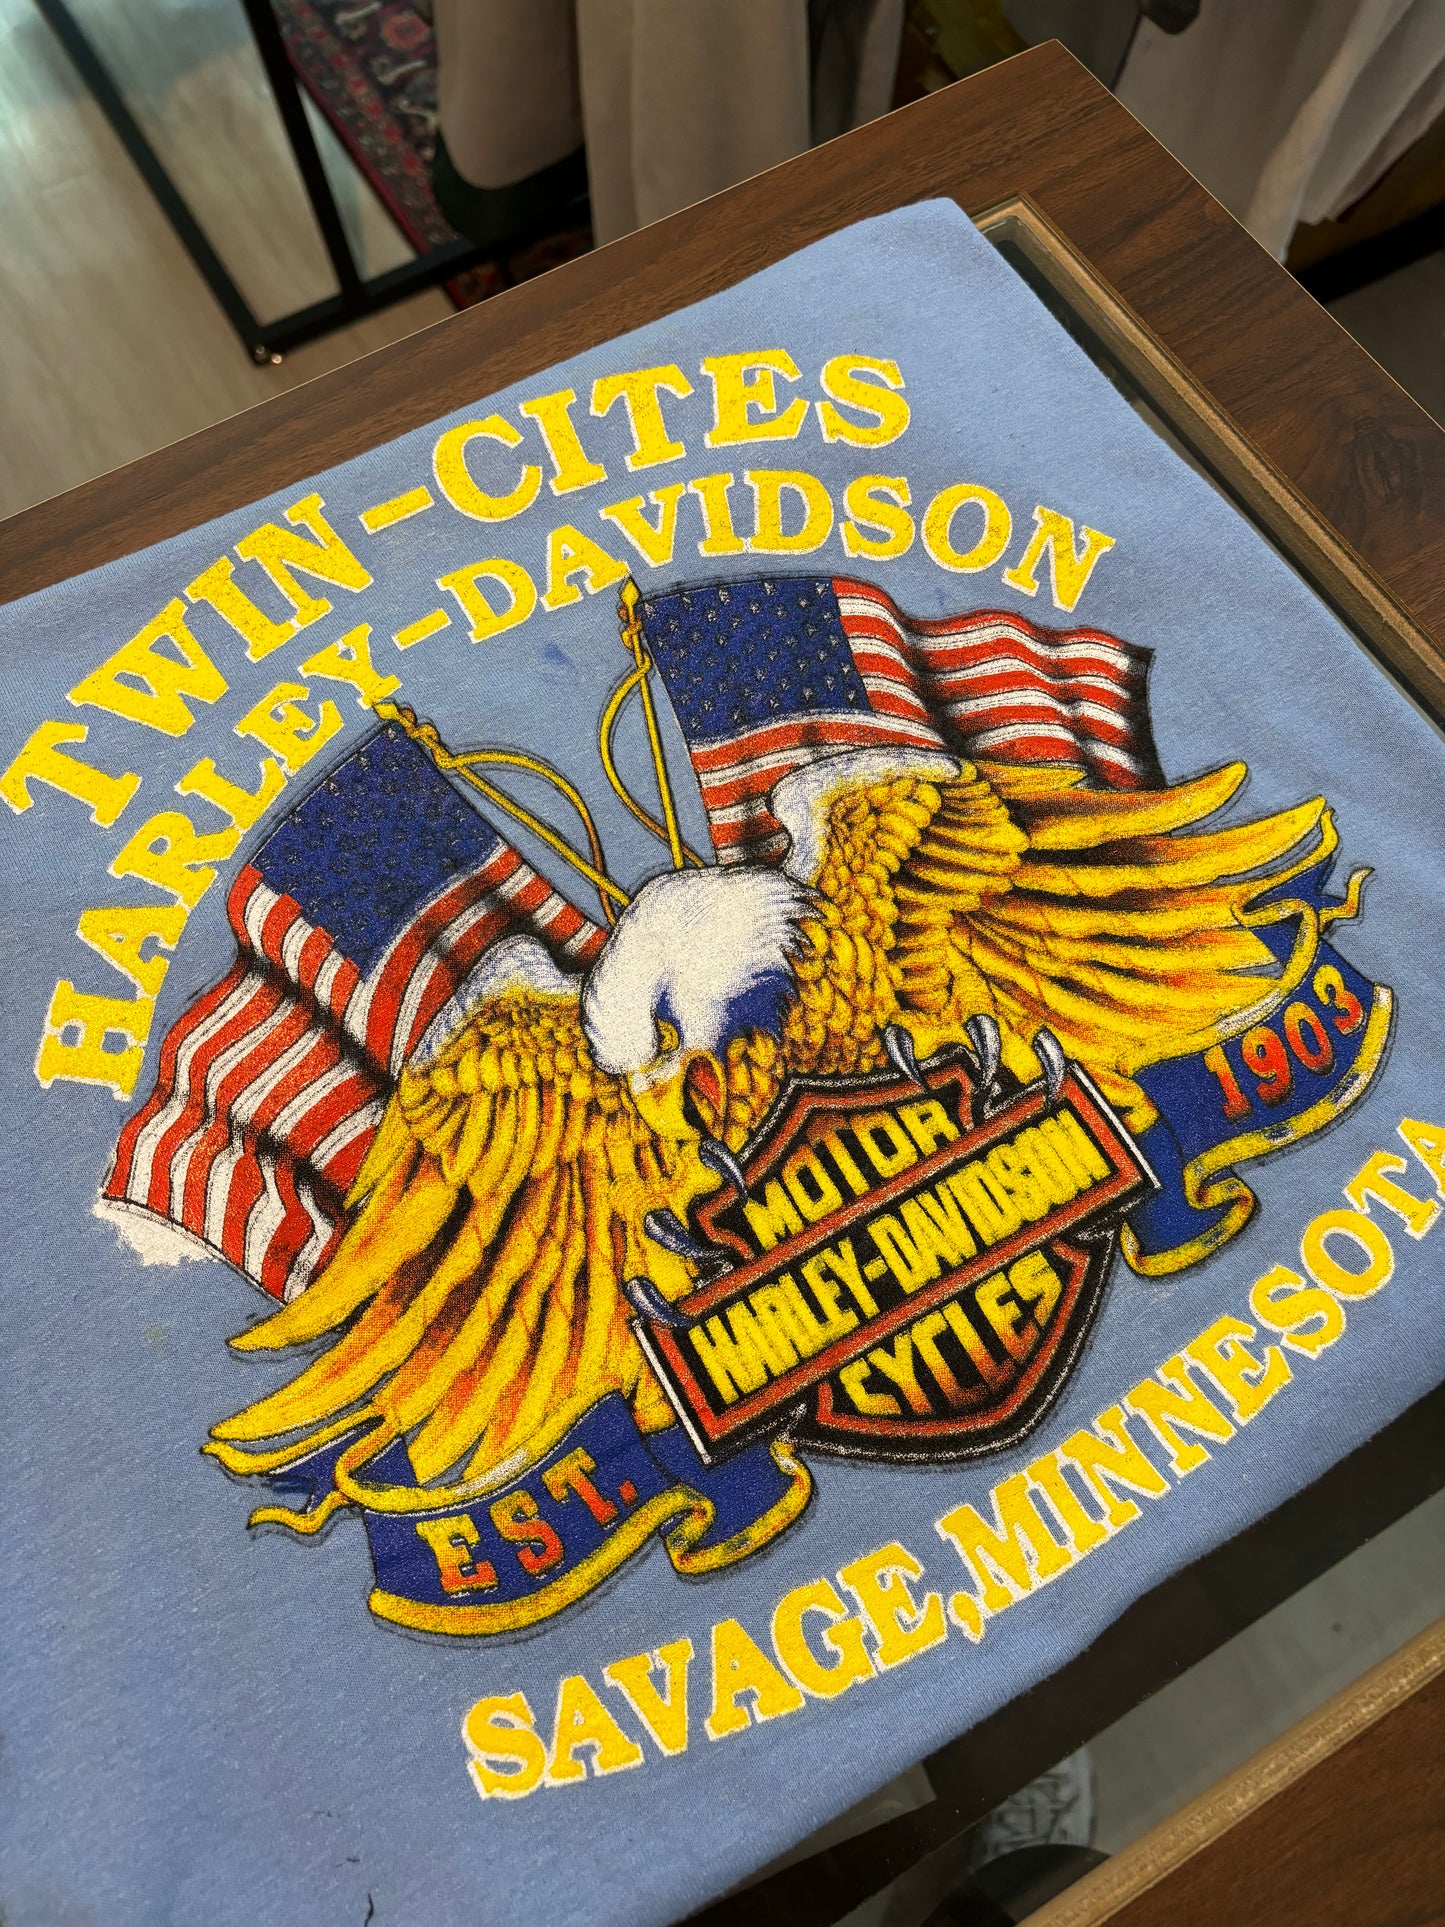 TWIN-CITES
HARLEY-DAVIDSON
MOTOR
HARLEY-DAVIDSON
CYCLES
EST.
1903
SAVAGE, MINNESOTA